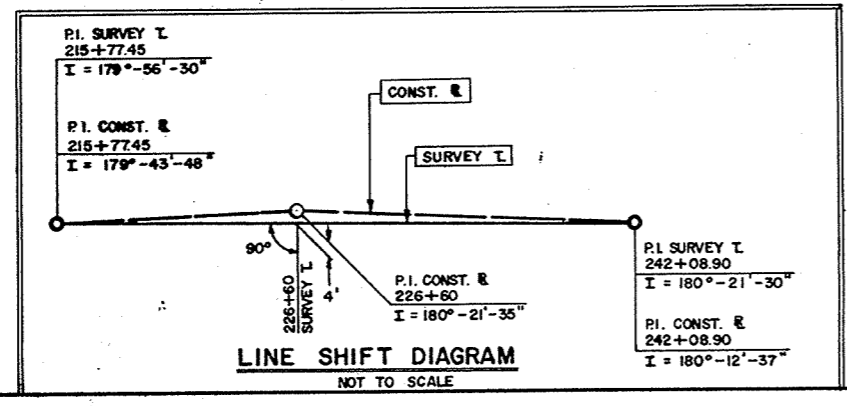 P.I. SURVEY ℄
215+77.45
I = 179°-56'-30"
P.I. CONST. ℄
215+77.45
I = 179°-43'-48"
CONST. ℄
SURVEY ℄
90°
226+60
SURVEY ℄
4'
P.I. CONST. ℄
226+60
I = 180°-21'-35"
P.I. SURVEY ℄
242+08.90
I = 180°-21'-30"
P.I. CONST. ℄
242+08.90
I = 180°-12'-37"
LINE SHIFT DIAGRAM
NOT TO SCALE